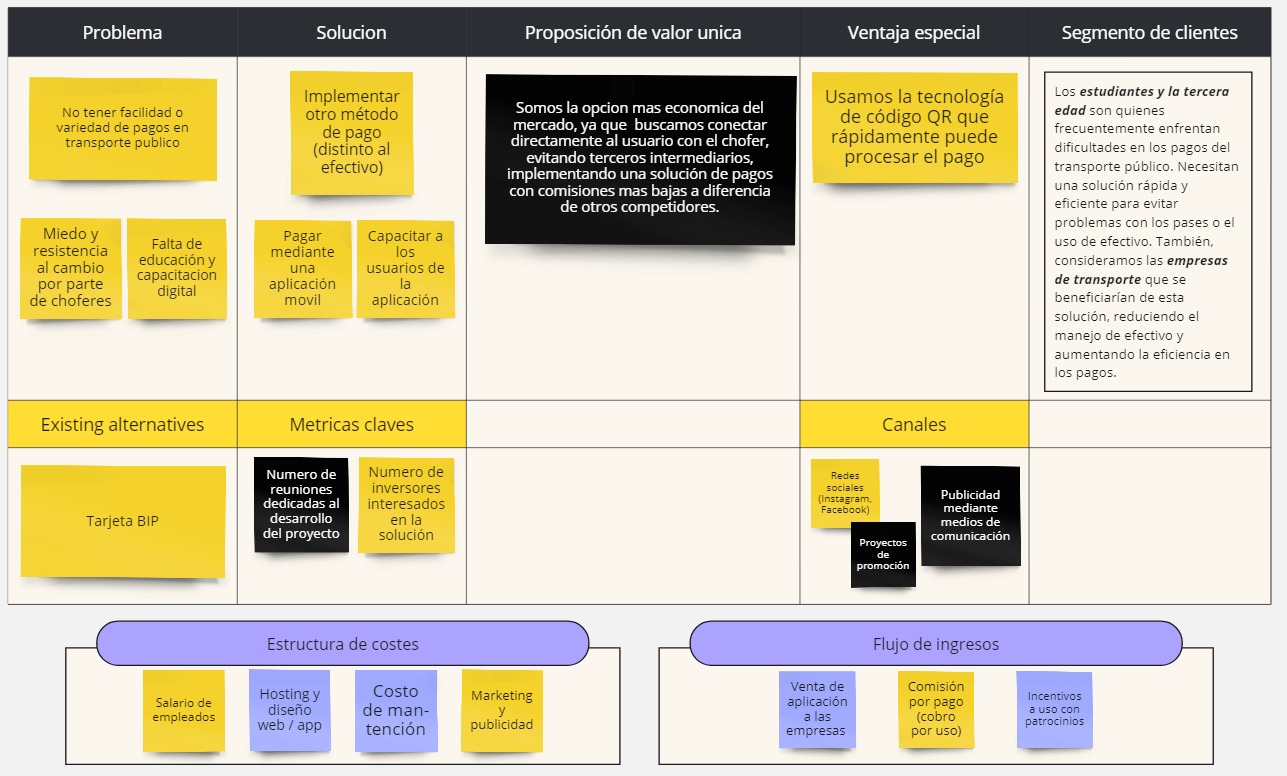 Problema
Solucion
Proposición de valor unica
Ventaja especial
Segmento de clientes
No tener facilidad o
variedad de pagos en
transporte publico
Miedo y
resistencia
al cambio
por parte
de choferes
Falta de
educación y
capacitacion
digital
Implementar
otro método
de pago
(distinto al
efectivo)
Pagar
mediante
una
aplicación
movil
Capacitar a
los
usuarios de
la
aplicación
Somos la opcion mas economica del
mercado, ya que buscamos conectar
directamente al usuario con el chofer,
evitando terceros intermediarios,
implementando una solución de pagos
con comisiones mas bajas a diferencia
de otros competidores.
Usamos la tecnología
de código QR que
rápidamente puede
procesar el pago
Los estudiantes y la tercera
edad son quienes
frecuentemente enfrentan
dificultades en los pagos del
transporte público. Necesitan
una solución rápida y
eficiente para evitar
problemas con los pases o el
uso de efectivo. También,
consideramos las empresas
de transporte que se
beneficiarían de esta
solución, reduciendo el
manejo de efectivo y
aumentando la eficiencia en
los pagos.
Existing alternatives
Metricas claves
Canales
Tarjeta BIP
Numero de
reuniones
dedicadas al
desarrollo
del proyecto
Numero de
inversores
interesados
en la
solución
Redes
sociales
(Instagram,
Facebook)
Proyectos
de
promoción
Publicidad
mediante
medios de
comunicación
Estructura de costes
Salario de
empleados
Hosting y
diseño
web / app
Costo
de man-
tención
Marketing
y
publicidad
Flujo de ingresos
Venta de
aplicación
a las
empresas
Comisión
por pago
(cobro
por uso)
Incentivos
a uso con
patrocinios